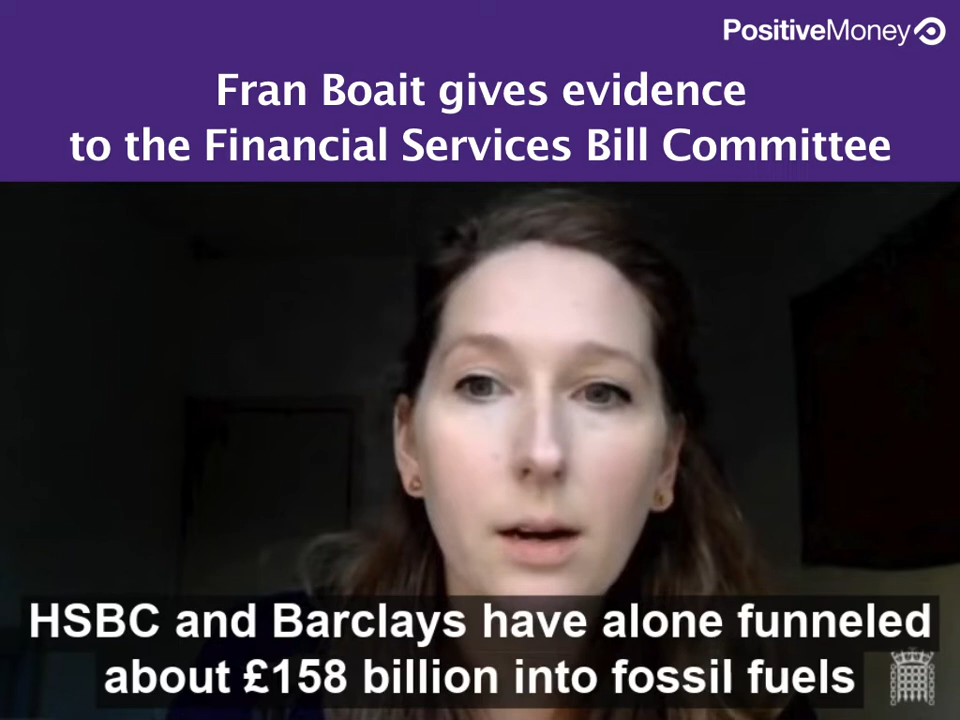 PositiveMoney
Fran Boait gives evidence
to the Financial Services Bill Committee
HSBC and Barclays have alone funneled
about £158 billion into fossil fuels